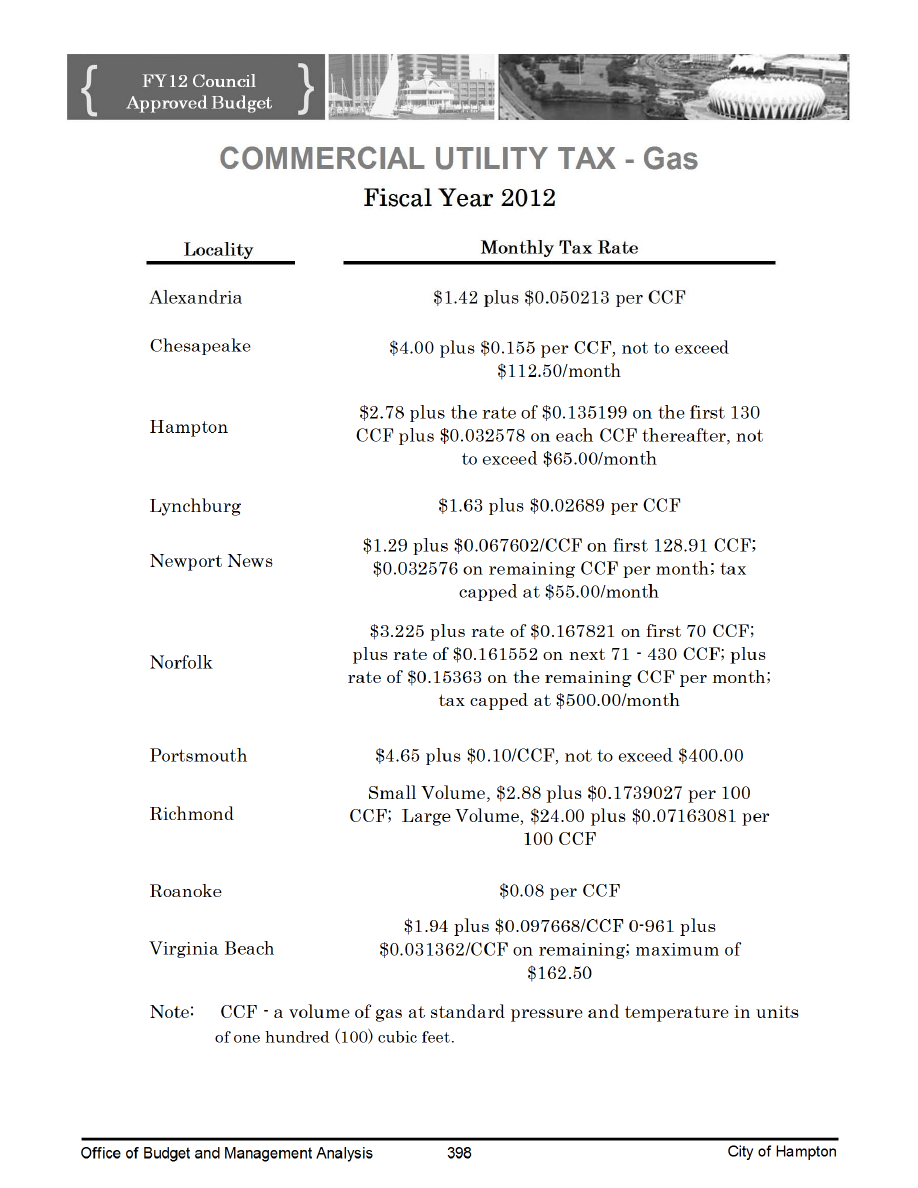 FY12 Council
Approved Budget
COMMERCIAL UTILITY TAX - Gas
Fiscal Year 2012
Locality
Monthly Tax Rate
Alexandria
$1.42 plus $0.050213 per CCF
Chesapeake
$4.00 plus $0.155 per CCF, not to exceed
$112.50/month
Hampton
$2.78 plus the rate of $0.135199 on the first 130
CCF plus $0.032578 on each CCF thereafter, not
to exceed $65.00/month
Lynchburg
$1.63 plus $0.02689 per CCF
Newport News
$1.29 plus $0.067602/CCF on first 128.91 CCF;
$0.032576 on remaining CCF per month; tax
capped at $55.00/month
Norfolk
$3.225 plus rate of $0.167821 on first 70 CCF;
plus rate of $0.161552 on next 71 - 430 CCF; plus
rate of $0.15363 on the remaining CCF per month;
tax capped at $500.00/month
Portsmouth
$4.65 plus $0.10/CCF, not to exceed $400.00
Richmond
Small Volume, $2.88 plus $0.1739027 per 100
CCF; Large Volume, $24.00 plus $0.07163081 per
100 CCF
Roanoke
$0.08 per CCF
Virginia Beach
$1.94 plus $0.097668/CCF 0-961 plus
$0.031362/CCF on remaining; maximum of
$162.50
Note: CCF - a volume of gas at standard pressure and temperature in units
of one hundred (100) cubic feet.
Office of Budget and Management Analysis 398 City of Hampton